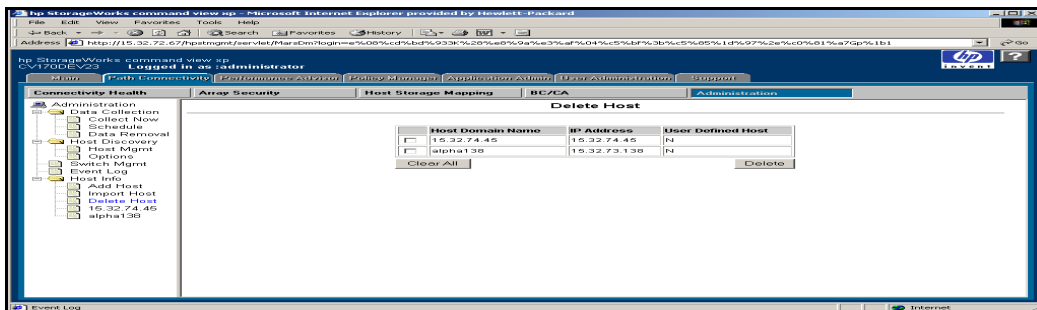 hp StorageWorks command view xp - Microsoft Internet Explorer provided by Hewlett-Packard
File Edit View Favorites Tools Help
Back Search Favorites History
Address http://15.32.72.67/hpstmgmt/servlet/MarsDm?login=
Go
hp StorageWorks command view xp
CV170DEV23 Logged in as :administrator
hp
invent
?
Main Path Connectivity Performance Advisor Policy Manager Application Admin User Administration Support
Connectivity Health Array Security Host Storage Mapping BC/CA Administration
Administration
Data Collection
Collect Now
Schedule
Data Removal
Host Discovery
Host Mgmt
Options
Switch Mgmt
Event Log
Host Info
Add Host
Import Host
Delete Host
15.32.74.45
alpha138
Delete Host
Host Domain Name IP Address User Defined Host
15.32.74.45 15.32.74.45 N
alpha138 15.32.73.138 N
Clear All Delete
Event Log Internet